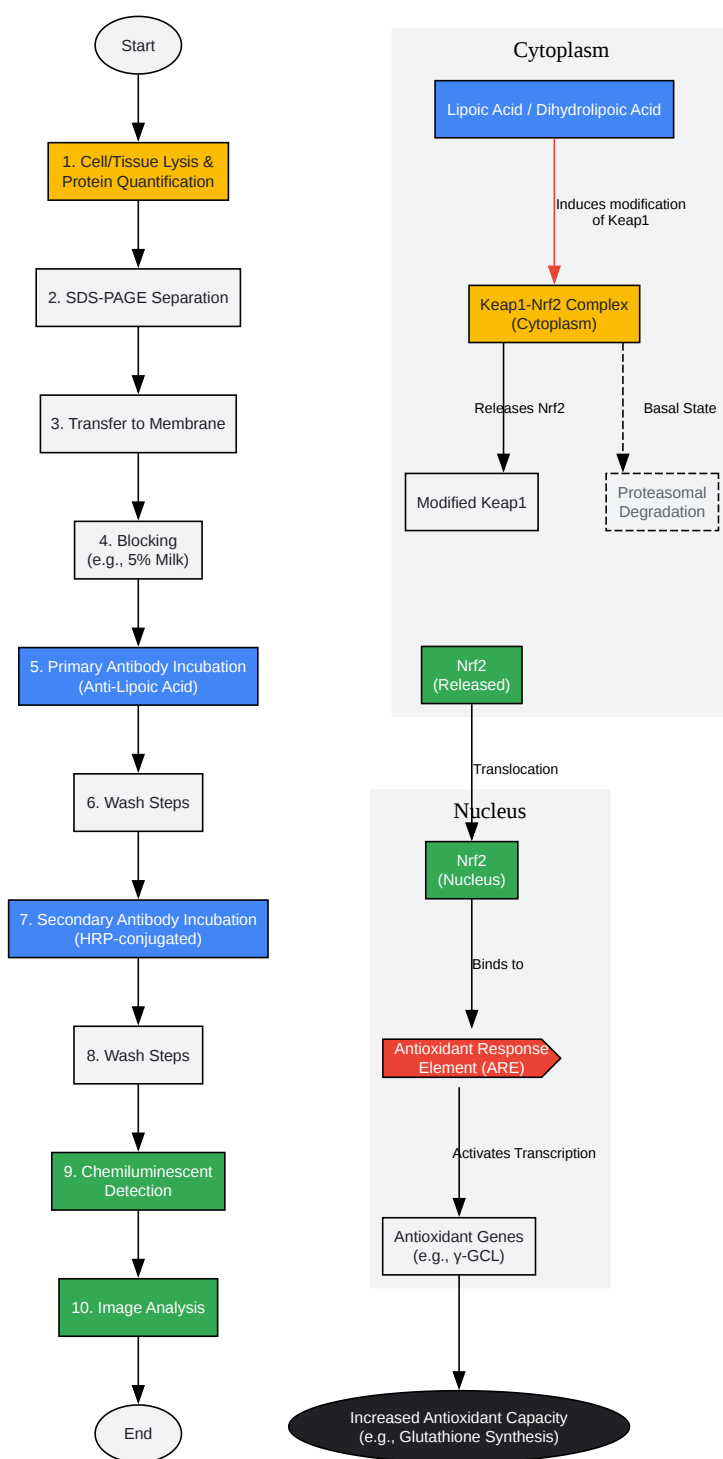 Start
1. Cell/Tissue Lysis &
Protein Quantification
2. SDS-PAGE Separation
3. Transfer to Membrane
4. Blocking
(e.g., 5% Milk)
5. Primary Antibody Incubation
(Anti-Lipoic Acid)
6. Wash Steps
7. Secondary Antibody Incubation
(HRP-conjugated)
8. Wash Steps
9. Chemiluminescent
Detection
10. Image Analysis
End
Cytoplasm
Lipoic Acid / Dihydrolipoic Acid
Induces modification
of Keap1
Keap1-Nrf2 Complex
(Cytoplasm)
Releases Nrf2
Basal State
Modified Keap1
Proteasomal
Degradation
Nrf2
(Released)
Translocation
Nucleus
Nrf2
(Nucleus)
Binds to
Antioxidant Response
Element (ARE)
Activates Transcription
Antioxidant Genes
(e.g., γ-GCL)
Increased Antioxidant Capacity
(e.g., Glutathione Synthesis)